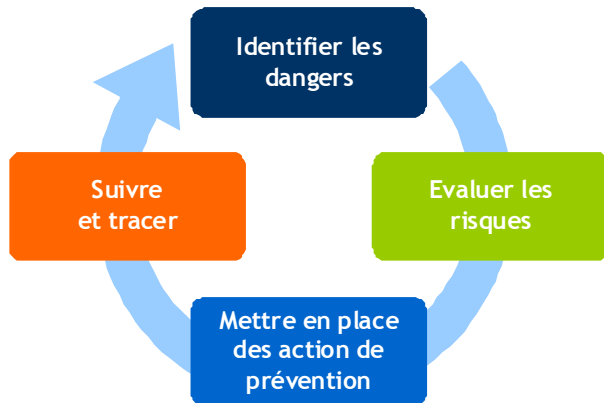 Identifier les
dangers
Evaluer les
risques
Mettre en place
des action de
prévention
Suivre
et tracer